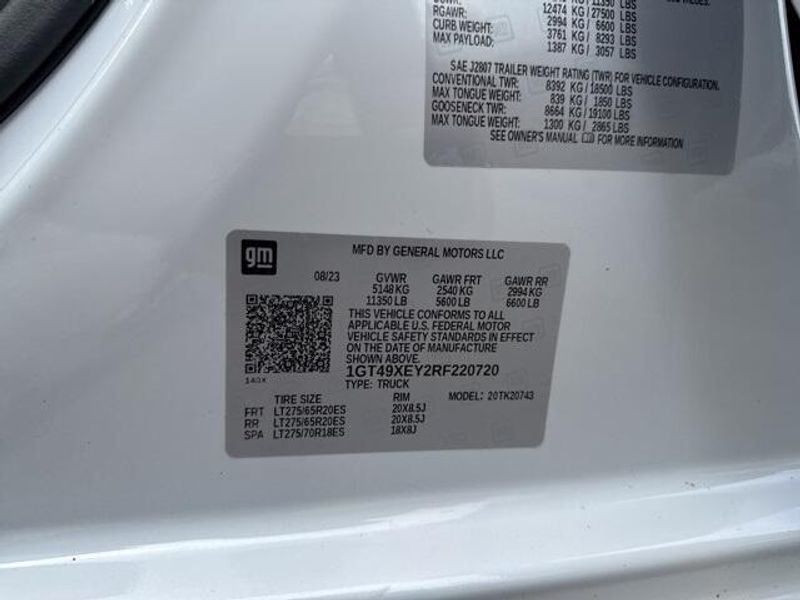 11350 LBS
RGAWR: 12474 KG/ 27500 LBS
CURB WEIGHT: 2994 KG/ 6600 LBS
MAX PAYLOAD: 3761 KG/ 8293 LBS
1387 KG/ 3057 LBS
SAE J2807 TRAILER WEIGHT RATING (TWR) FOR VEHICLE CONFIGURATION.
CONVENTIONAL TWR: 8392 KG/18500 LBS
MAX TONGUE WEIGHT: 839 KG/ 1850 LBS
GOOSENECK TWR: 8664 KG/19100 LBS
MAX TONGUE WEIGHT: 1300 KG/ 2865 LBS
SEE OWNER'S MANUAL FOR MORE INFORMATION
gm
MFD BY GENERAL MOTORS LLC
08/23 GVWR GAWR FRT GAWR RR
5148 KG 2540 KG 2994 KG
11350 LB 5600 LB 6600 LB
THIS VEHICLE CONFORMS TO ALL
APPLICABLE U.S. FEDERAL MOTOR
VEHICLE SAFETY STANDARDS IN EFFECT
ON THE DATE OF MANUFACTURE
SHOWN ABOVE.
1GT49XEY2RF220720
TYPE: TRUCK
TIRE SIZE RIM MODEL: 20TK20743
FRT LT275/65R20ES 20X8.5J
RR LT275/65R20ES 20X8.5J
SPA LT275/70R18ES 18X8J